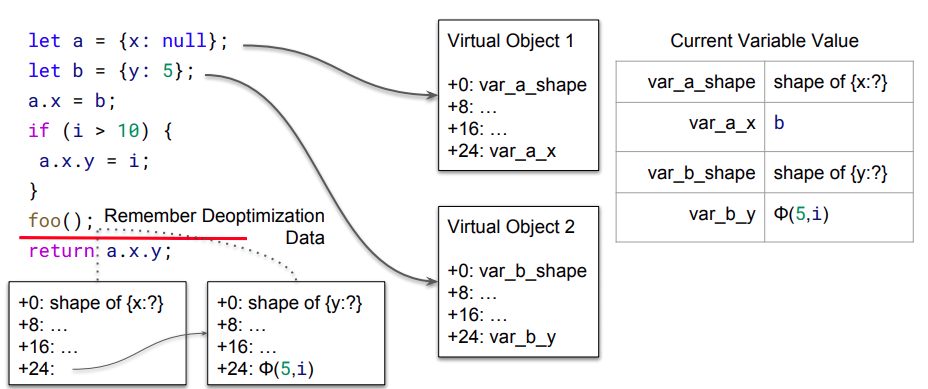 let a = {x: null};
let b = {y: 5};
a.x = b;
if (i > 10) {
a.x.y = i;
}
foo();
Remember Deoptimization
Data
return a.x.y;
+0: shape of {x:?}
+8: ...
+16: ...
+24:
+0: shape of {y:?}
+8: ...
+16: ...
+24: Φ(5,i)
Virtual Object 1
+0: var_a_shape
+8: ...
+16: ...
+24: var_a_x
Virtual Object 2
+0: var_b_shape
+8: ...
+16: ...
+24: var_b_y
Current Variable Value
var_a_shape shape of {x:?}
var_a_x b
var_b_shape shape of {y:?}
var_b_y Φ(5,i)